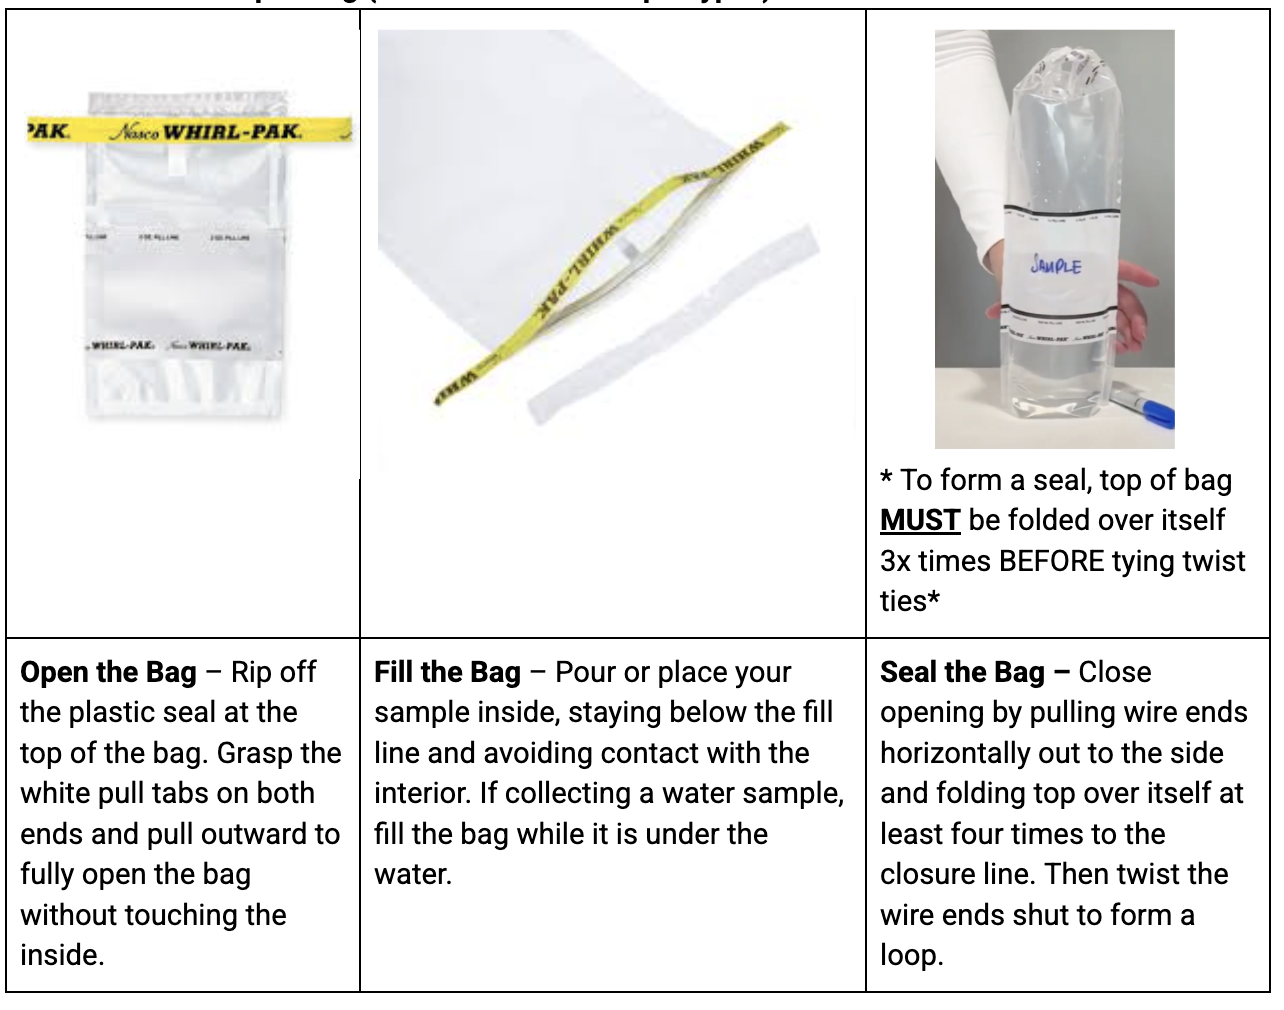 PAK. Nasco WHIRL-PAK.
WHIRL-PAK. Nasco WHIRL-PAK.
WHIRL-PAK
WHIRL-PAK
WHI
SAMPLE
* To form a seal, top of bag
MUST be folded over itself
3x times BEFORE tying twist
ties*
Open the Bag – Rip off
the plastic seal at the
top of the bag. Grasp the
white pull tabs on both
ends and pull outward to
fully open the bag
without touching the
inside.
Fill the Bag – Pour or place your
sample inside, staying below the fill
line and avoiding contact with the
interior. If collecting a water sample,
fill the bag while it is under the
water.
Seal the Bag – Close
opening by pulling wire ends
horizontally out to the side
and folding top over itself at
least four times to the
closure line. Then twist the
wire ends shut to form a
loop.